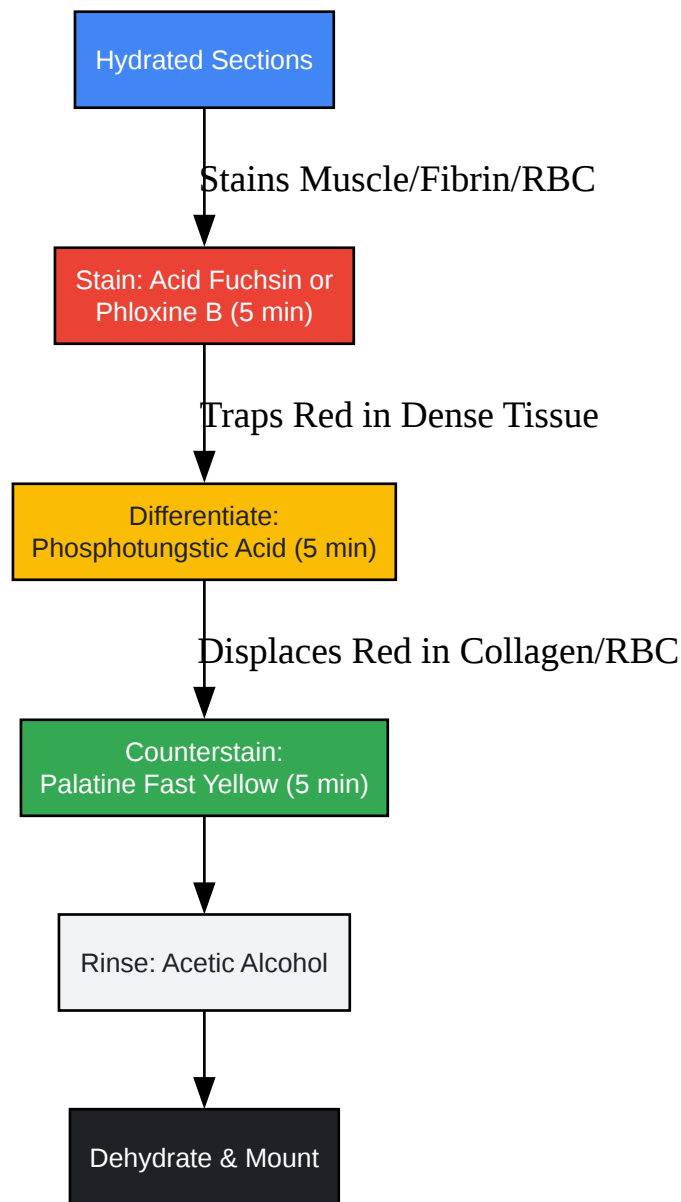 Hydrated Sections
Stains Muscle/Fibrin/RBC
Stain: Acid Fuchsin or
Phloxine B (5 min)
Traps Red in Dense Tissue
Differentiate:
Phosphotungstic Acid (5 min)
Displaces Red in Collagen/RBC
Counterstain:
Palatine Fast Yellow (5 min)
Rinse: Acetic Alcohol
Dehydrate & Mount